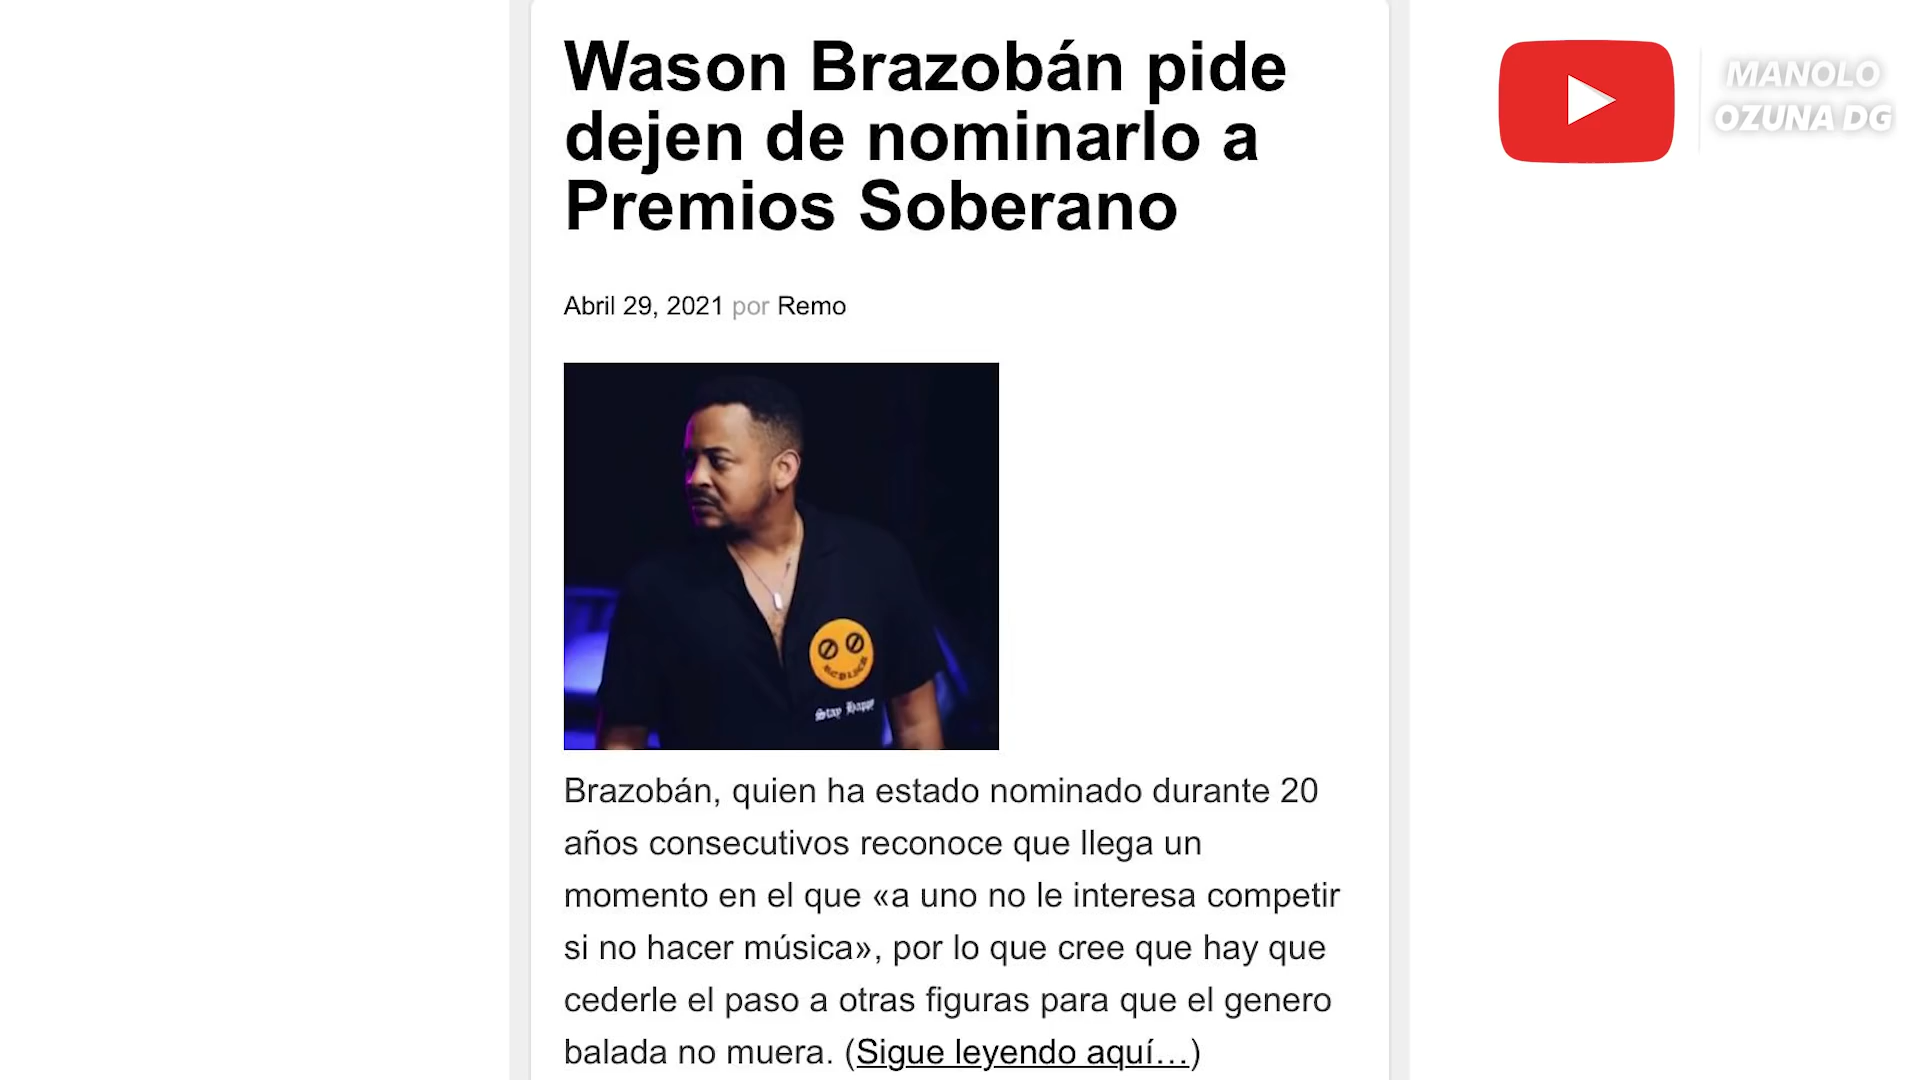 Wason Brazobán pide
dejen de nominarlo a
Premios Soberano
MANOLO
OZUNA DG
Abril 29, 2021 por Remo
Stay Happy
Brazobán, quien ha estado nominado durante 20
años consecutivos reconoce que llega un
momento en el que «a uno no le interesa competir
si no hacer música», por lo que cree que hay que
cederle el paso a otras figuras para que el genero
balada no muera. (Sigue leyendo aquí…)